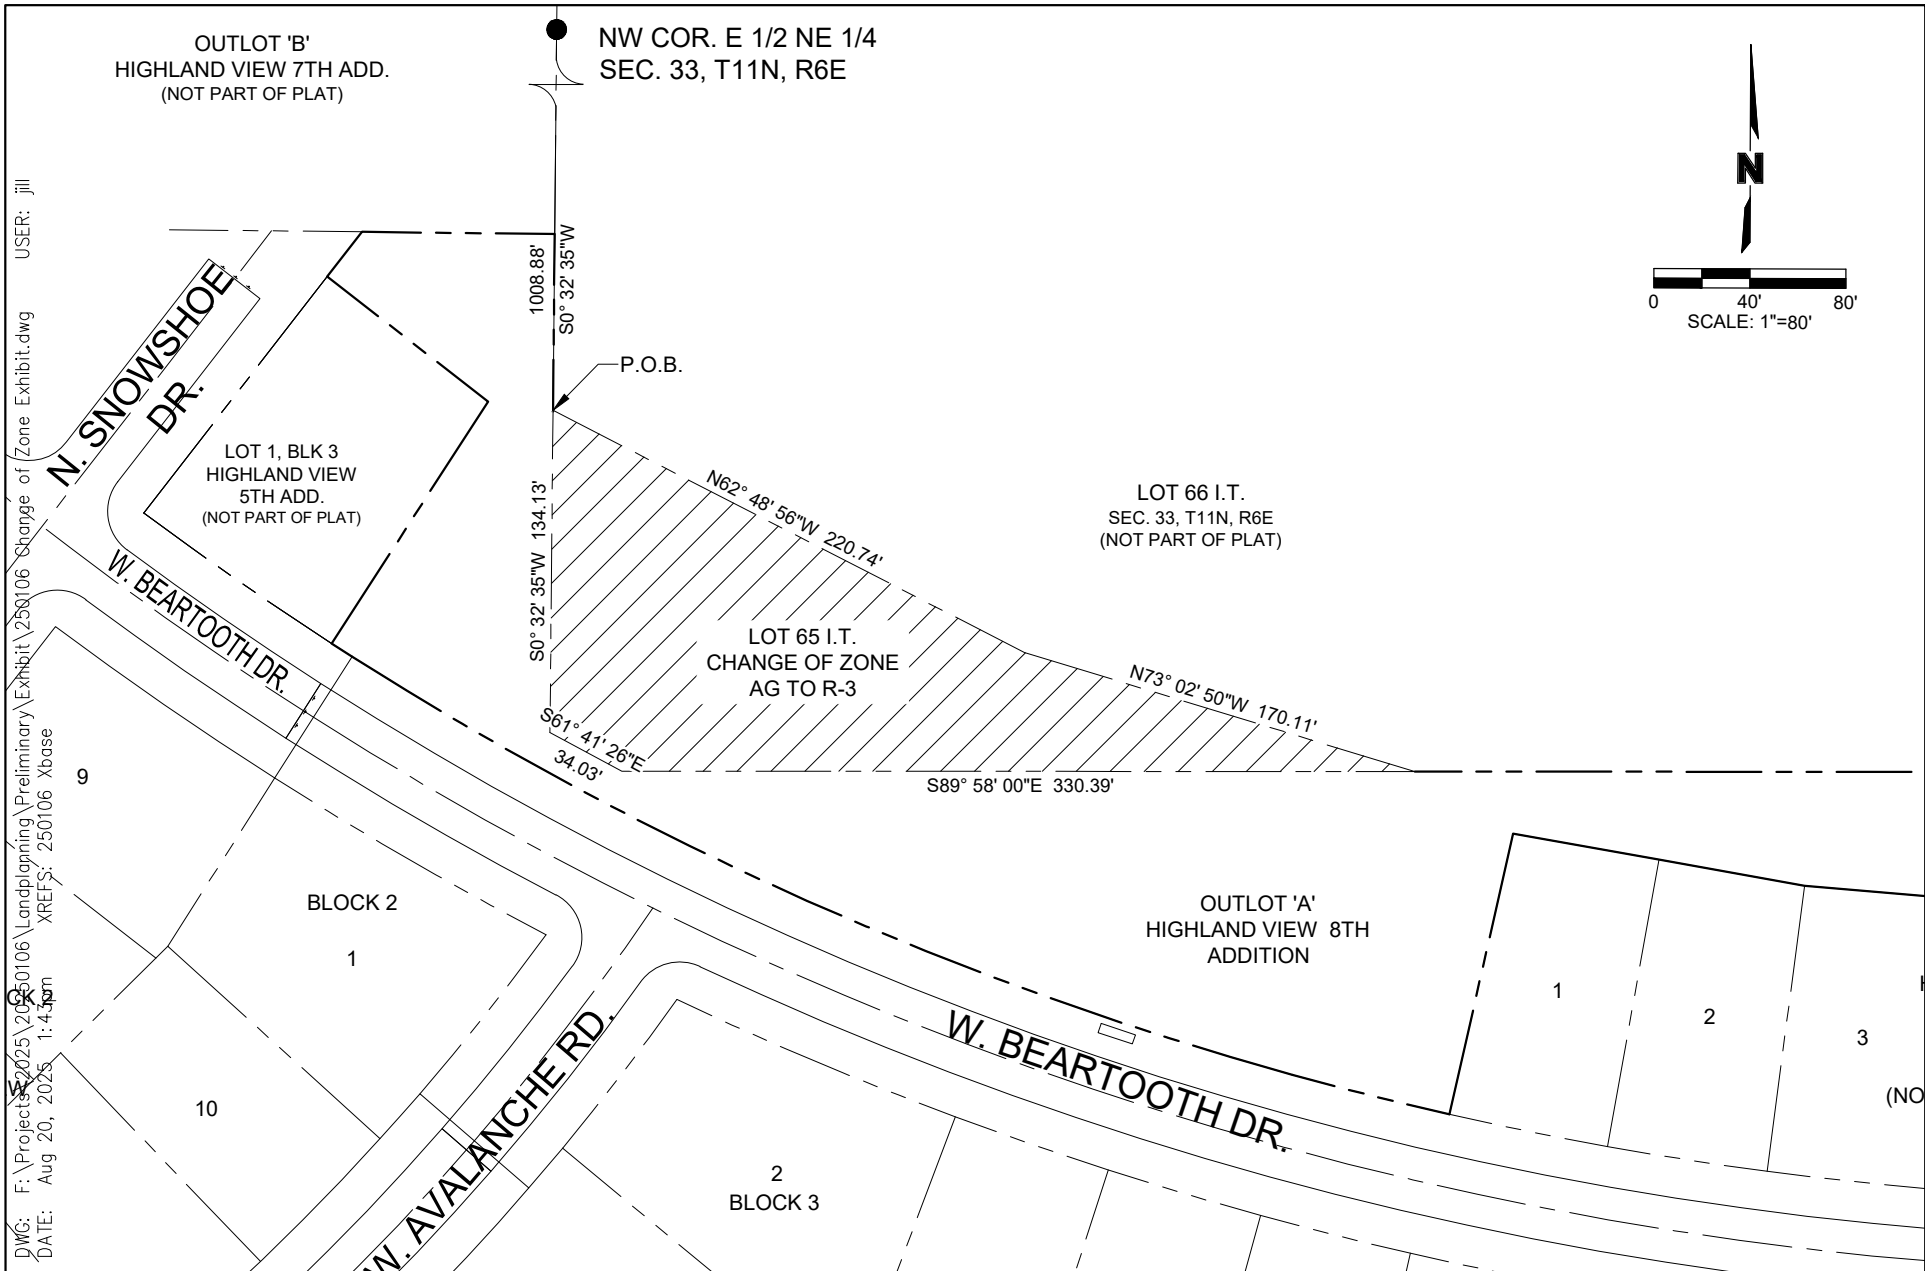 OUTLOT 'B'
HIGHLAND VIEW 7TH ADD.
(NOT PART OF PLAT)
NW COR. E 1/2 NE 1/4
SEC. 33, T11N, R6E
N
0 40' 80'
SCALE: 1"=80'
1008.88'
S0° 32' 35"W
P.O.B.
N. SNOWSHOE
DR.
LOT 1, BLK 3
HIGHLAND VIEW
5TH ADD.
(NOT PART OF PLAT)
S0° 32' 35"W 134.13'
N62° 48' 56"W 220.74'
LOT 66 I.T.
SEC. 33, T11N, R6E
(NOT PART OF PLAT)
W. BEARTOOTH DR.
LOT 65 I.T.
CHANGE OF ZONE
AG TO R-3
N73° 02' 50"W 170.11'
S61° 41' 26"E
34.03'
S89° 58' 00"E 330.39'
9
BLOCK 2
1
10
OUTLOT 'A'
HIGHLAND VIEW 8TH
ADDITION
1
2
3
(NO
W. BEARTOOTH DR.
W. AVALANCHE RD.
2
BLOCK 3
CK 2
W
DWG: F:\Projects\2025\20250106\Landplanning\Preliminary\Exhibit\250106 Change of Zone Exhibit.dwg USER: jill
DATE: Aug 20, 2025 1:43pm XREFS: 250106 Xbase